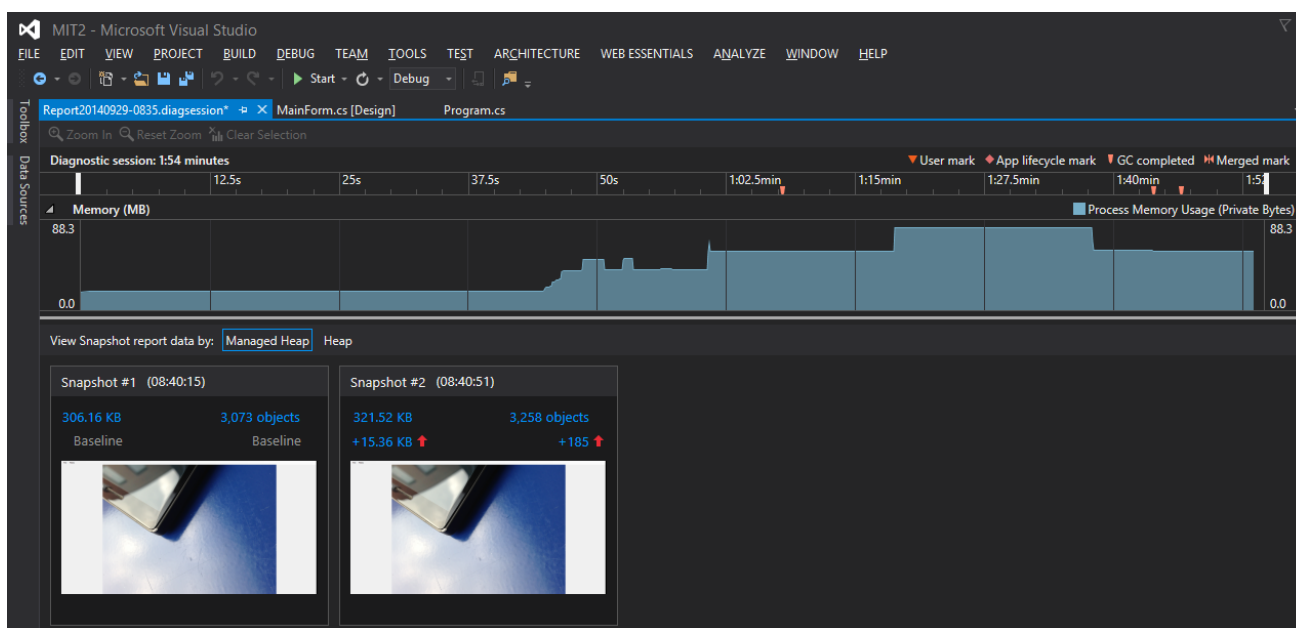 MIT2 - Microsoft Visual Studio
FILE EDIT VIEW PROJECT BUILD DEBUG TEAM TOOLS TEST ARCHITECTURE WEB ESSENTIALS ANALYZE WINDOW HELP
Start Debug
Toolbox
Data Sources
Report20140929-0835.diagsession* MainForm.cs [Design] Program.cs
Zoom In Reset Zoom Clear Selection
Diagnostic session: 1:54 minutes User mark App lifecycle mark GC completed Merged mark
12.5s 25s 37.5s 50s 1:02.5min 1:15min 1:27.5min 1:40min
Memory (MB) Process Memory Usage (Private Bytes)
88.3 88.3
0.0 0.0
View Snapshot report data by: Managed Heap Heap
Snapshot #1 (08:40:15) Snapshot #2 (08:40:51)
306.16 KB 3,073 objects 321.52 KB 3,258 objects
Baseline Baseline +15.36 KB +185